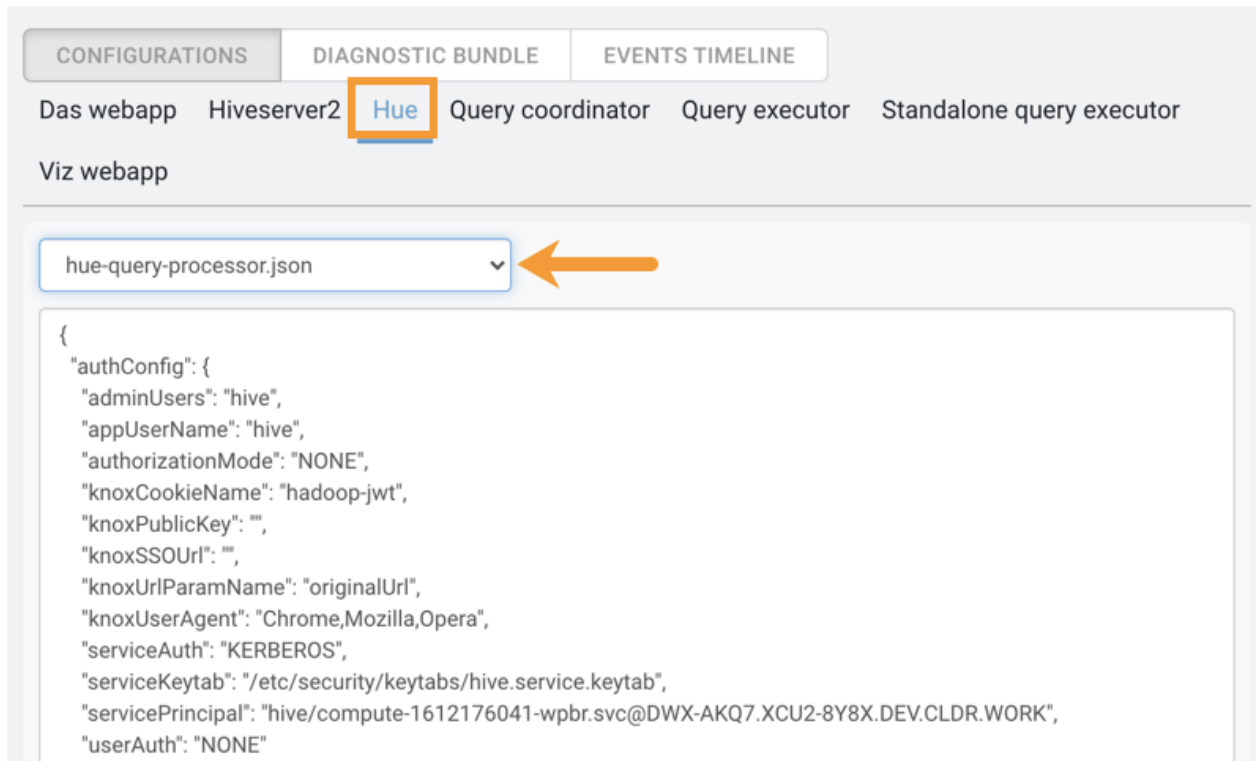 CONFIGURATIONS DIAGNOSTIC BUNDLE EVENTS TIMELINE
Das webapp Hiveserver2 Hue Query coordinator Query executor Standalone query executor
Viz webapp
hue-query-processor.json
{
"authConfig": {
"adminUsers": "hive",
"appUserName": "hive",
"authorizationMode": "NONE",
"knoxCookieName": "hadoop-jwt",
"knoxPublicKey": "",
"knoxSSOUrl": "",
"knoxUrlParamName": "originalUrl",
"knoxUserAgent": "Chrome,Mozilla,Opera",
"serviceAuth": "KERBEROS",
"serviceKeytab": "/etc/security/keytabs/hive.service.keytab",
"servicePrincipal": "hive/compute-1612176041-wpbr.svc@DWX-AKQ7.XCU2-8Y8X.DEV.CLDR.WORK",
"userAuth": "NONE"